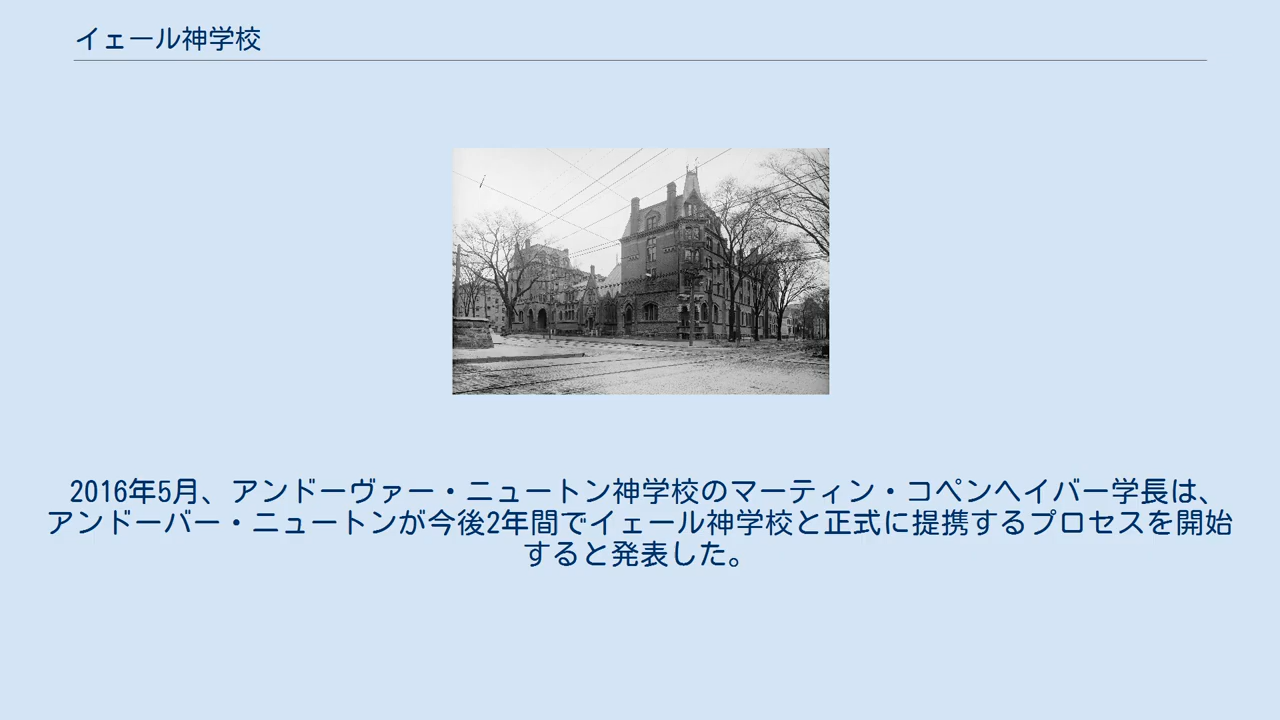 イェール神学校
2016年5月、アンドーヴァー・ニュートン神学校のマーティン・コペンヘイバー学長は、
アンドーバー・ニュートンが今後2年間でイェール神学校と正式に提携するプロセスを開始
すると発表した。